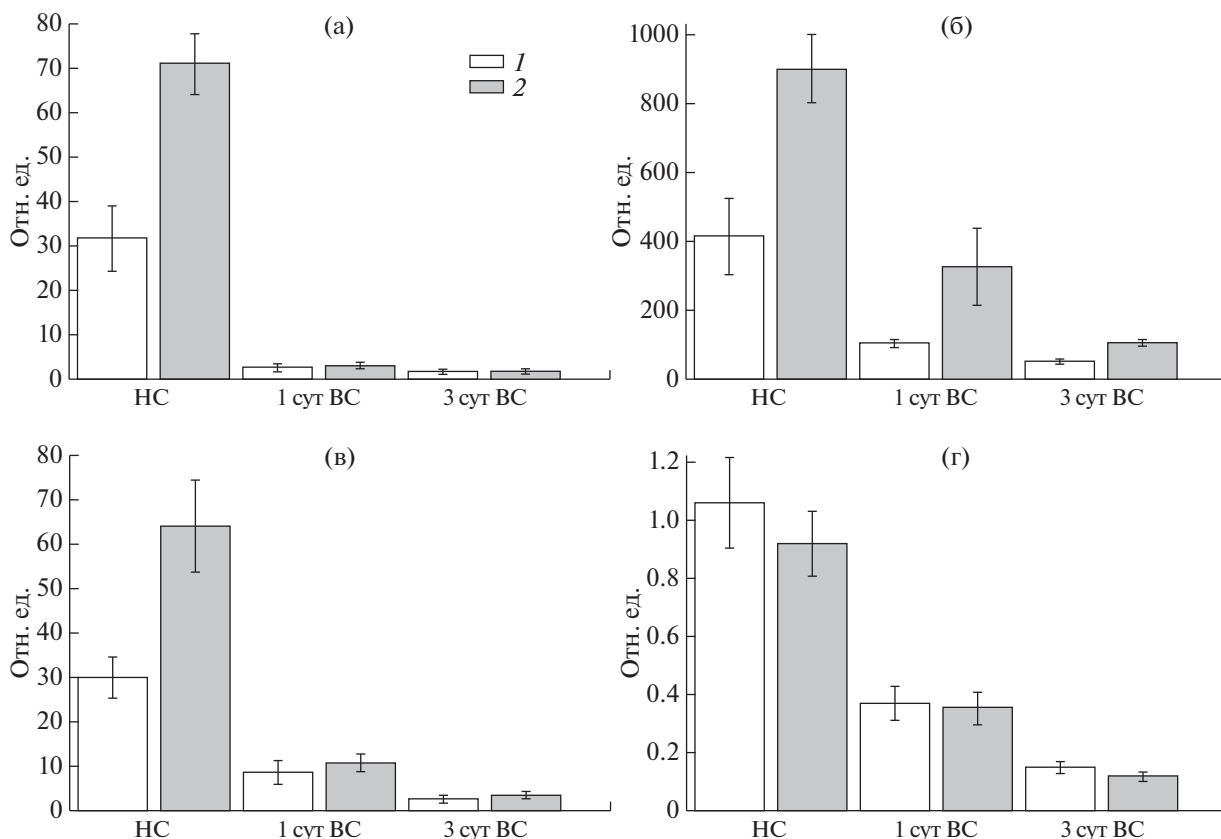 (а)
Отн. ед.
80
70
60
50
40
30
20
10
0
1
2
НС
1 сут ВС
3 сут ВС
(б)
Отн. ед.
1000
800
600
400
200
0
НС
1 сут ВС
3 сут ВС
(в)
Отн. ед.
80
70
60
50
40
30
20
10
0
НС
1 сут ВС
3 сут ВС
(г)
Отн. ед.
1.2
1.0
0.8
0.6
0.4
0.2
0
НС
1 сут ВС
3 сут ВС